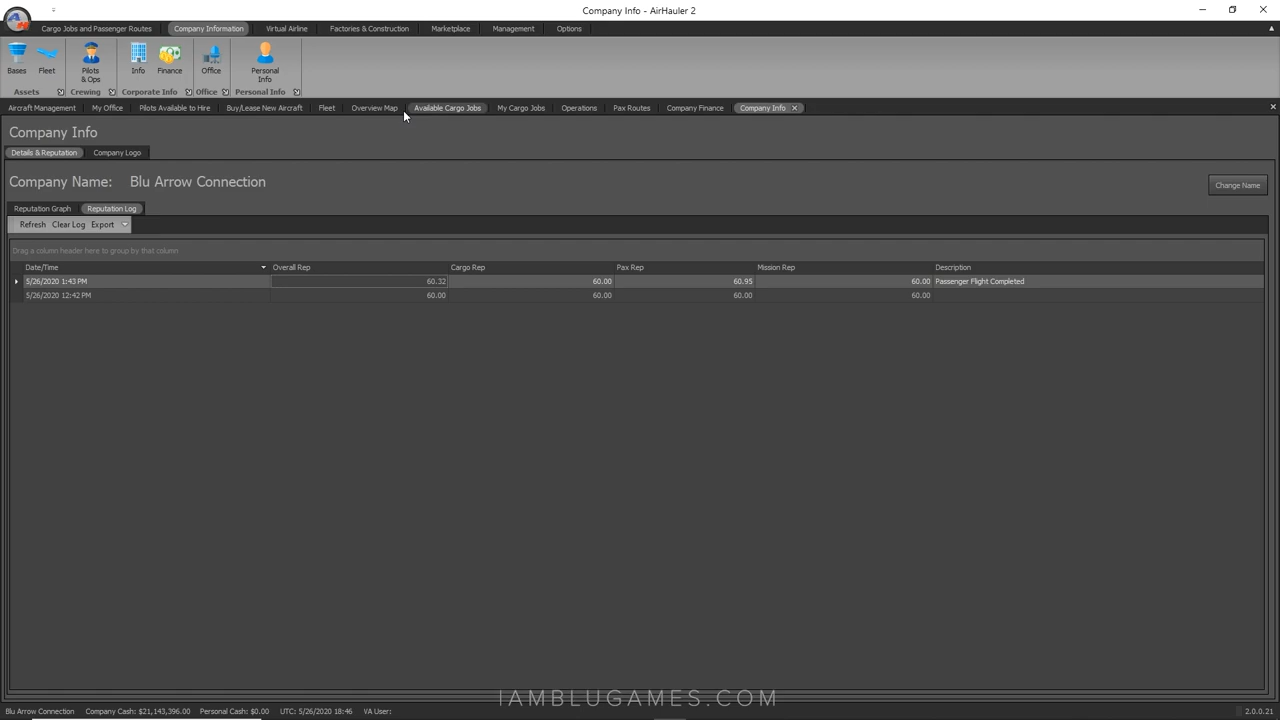 Company Info - AirHauler 2
Cargo Jobs and Passenger Routes Company Information Virtual Airline Factories & Construction Marketplace Management Options
Bases Fleet Pilots & Ops Info Finance Office Personal Info
Assets Crewing Corporate Info Office Personal Info
Aircraft Management My Office Pilots Available to Hire Buy/Lease New Aircraft Fleet Overview Map Available Cargo Jobs My Cargo Jobs Operations Pax Routes Company Finance Company Info
Company Info
Details & Reputation Company Logo
Company Name: Blu Arrow Connection Change Name
Reputation Graph Reputation Log
Refresh Clear Log Export
Drag a column header here to group by that column
Date/Time Overall Rep Cargo Rep Pax Rep Mission Rep Description
5/26/2020 1:43 PM 60.32 60.00 60.95 60.00 Passenger Flight Completed
5/26/2020 12:42 PM 60.00 60.00 60.00 60.00
IAMBLUGAMES.COM
Blu Arrow Connection Company Cash: $21,143,396.00 Personal Cash: $0.00 UTC: 5/26/2020 18:46 VA User: 2.0.0.21